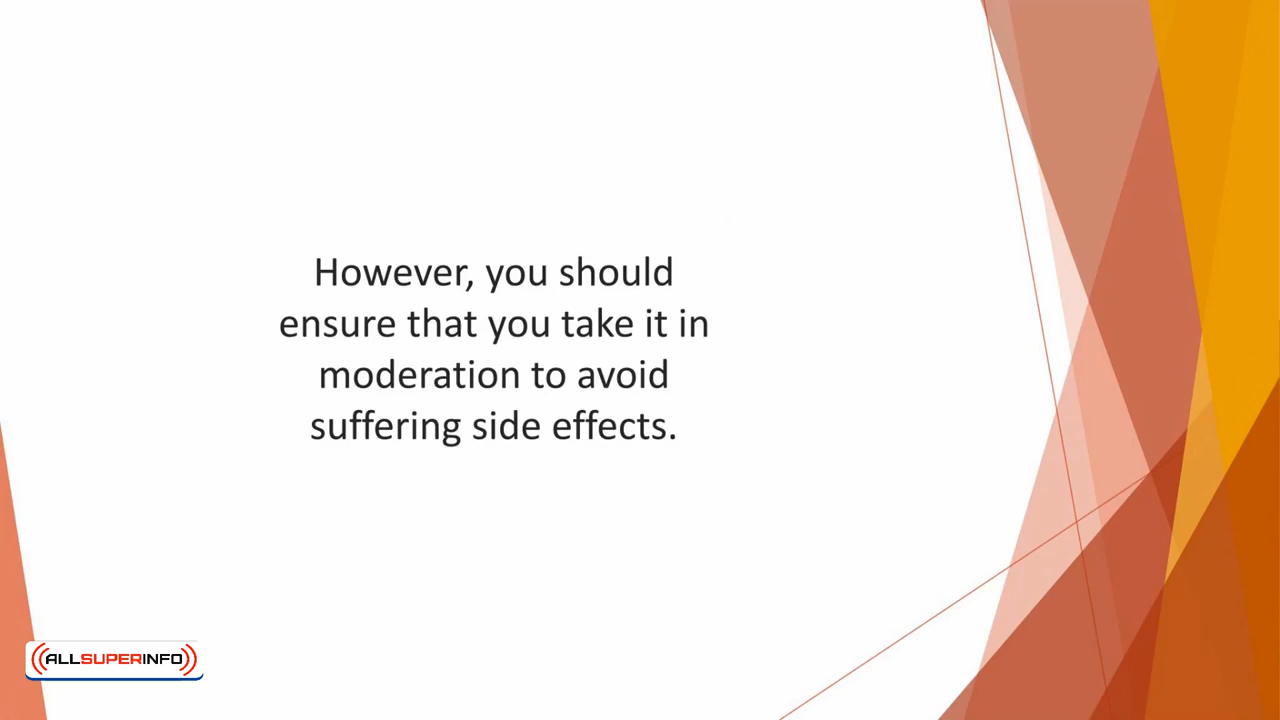 However, you should
ensure that you take it in
moderation to avoid
suffering side effects.
ALLSUPERINFO